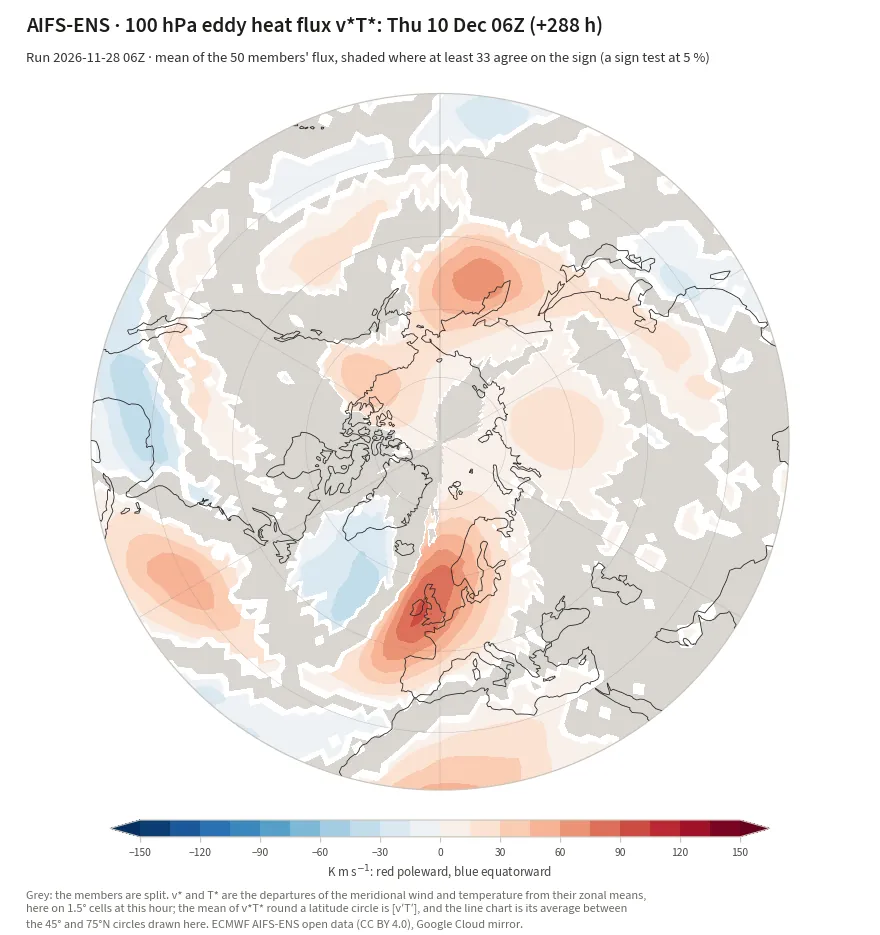 AIFS-ENS · 100 hPa eddy heat flux v*T*: Thu 10 Dec 06Z (+288 h)
Run 2026-11-28 06Z · mean of the 50 members' flux, shaded where at least 33 agree on the sign (a sign test at 5 %)
−150 −120 −90 −60 −30 0 30 60 90 120 150
K m s⁻¹: red poleward, blue equatorward
Grey: the members are split. v* and T* are the departures of the meridional wind and temperature from their zonal means,
here on 1.5° cells at this hour; the mean of v*T* round a latitude circle is [v'T'], and the line chart is its average between
the 45° and 75°N circles drawn here. ECMWF AIFS-ENS open data (CC BY 4.0), Google Cloud mirror.